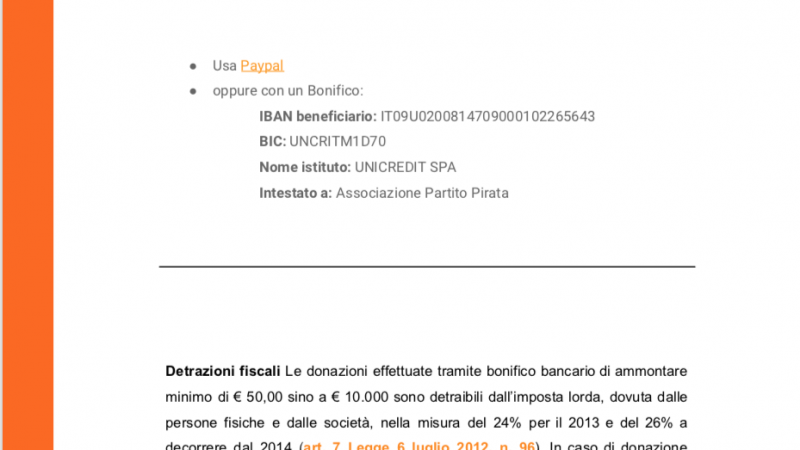 ● Usa Paypal
● oppure con un Bonifico:
IBAN beneficiario: IT09U0200814709000102265643
BIC: UNCRITM1D70
Nome istituto: UNICREDIT SPA
Intestato a: Associazione Partito Pirata
Detrazioni fiscali Le donazioni effettuate tramite bonifico bancario di ammontare
minimo di € 50,00 sino a € 10.000 sono detraibili dall'imposta lorda, dovuta dalle
persone fisiche e dalle società, nella misura del 24% per il 2013 e del 26% a
decorrere dal 2014 (art. 7 Legge 6 luglio 2012, n. 96). In caso di donazione